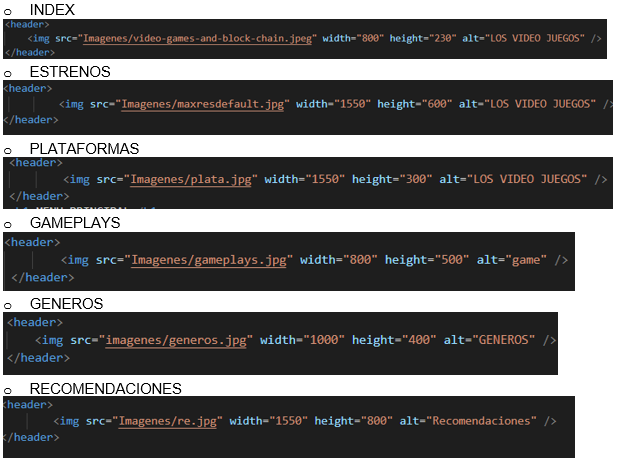 o INDEX
<header>
<img src="Imagenes/video-games-and-block-chain.jpeg" width="800" height="230" alt="LOS VIDEO JUEGOS" />
</header>
o ESTRENOS
<header>
<img src="Imagenes/maxresdefault.jpg" width="1550" height="600" alt="LOS VIDEO JUEGOS" />
</header>
o PLATAFORMAS
<header>
<img src="Imagenes/plata.jpg" width="1550" height="300" alt="LOS VIDEO JUEGOS" />
</header>
o GAMEPLAYS
<header>
<img src="Imagenes/gameplays.jpg" width="800" height="500" alt="game" />
</header>
o GENEROS
<header>
<img src="imagenes/generos.jpg" width="1000" height="400" alt="GENEROS" />
</header>
o RECOMENDACIONES
<header>
<img src="Imagenes/re.jpg" width="1550" height="800" alt="Recomendaciones" />
</header>